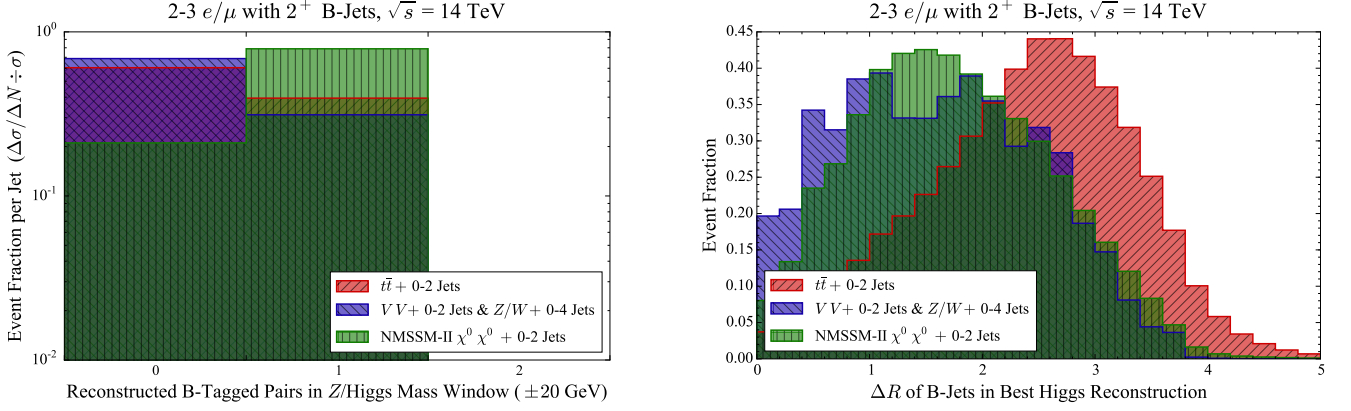 2-3 e/μ with 2⁺ B-Jets, √s = 14 TeV
Event Fraction per Jet (Δσ/ΔN ÷ σ)
10⁰
10⁻¹
10⁻²
tt̄ + 0-2 Jets
VV+ 0-2 Jets & Z/W+ 0-4 Jets
NMSSM-II χ⁰ χ⁰ + 0-2 Jets
0 1 2
Reconstructed B-Tagged Pairs in Z/Higgs Mass Window (±20 GeV)
2-3 e/μ with 2⁺ B-Jets, √s = 14 TeV
Event Fraction
0.45
0.40
0.35
0.30
0.25
0.20
0.15
0.10
0.05
0.00
tt̄ + 0-2 Jets
VV+ 0-2 Jets & Z/W+ 0-4 Jets
NMSSM-II χ⁰ χ⁰ + 0-2 Jets
0 1 2 3 4 5
ΔR of B-Jets in Best Higgs Reconstruction